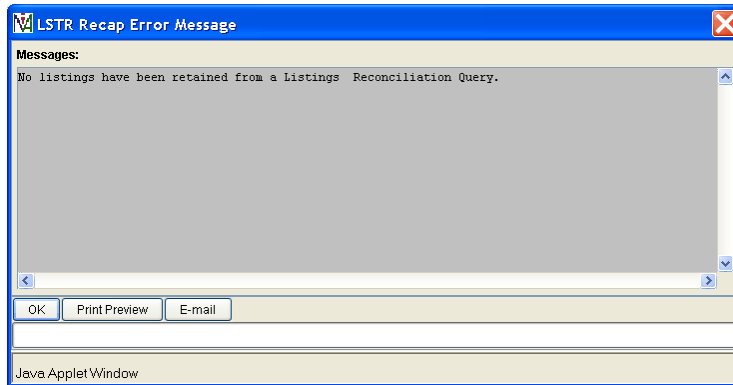 LSTR Recap Error Message
Messages:
No listings have been retained from a Listings  Reconciliation Query.
OK Print Preview E-mail
Java Applet Window